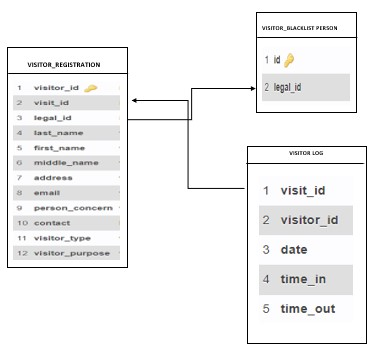 VISITOR_BLACKLIST PERSON
1 id
2 legal_id
VISITOR_REGISTRATION
1 visitor_id
2 visit_id
3 legal_id
4 last_name
5 first_name
6 middle_name
7 address
8 email
9 person_concern
10 contact
11 visitor_type
12 visitor_purpose
VISITOR LOG
1 visit_id
2 visitor_id
3 date
4 time_in
5 time_out